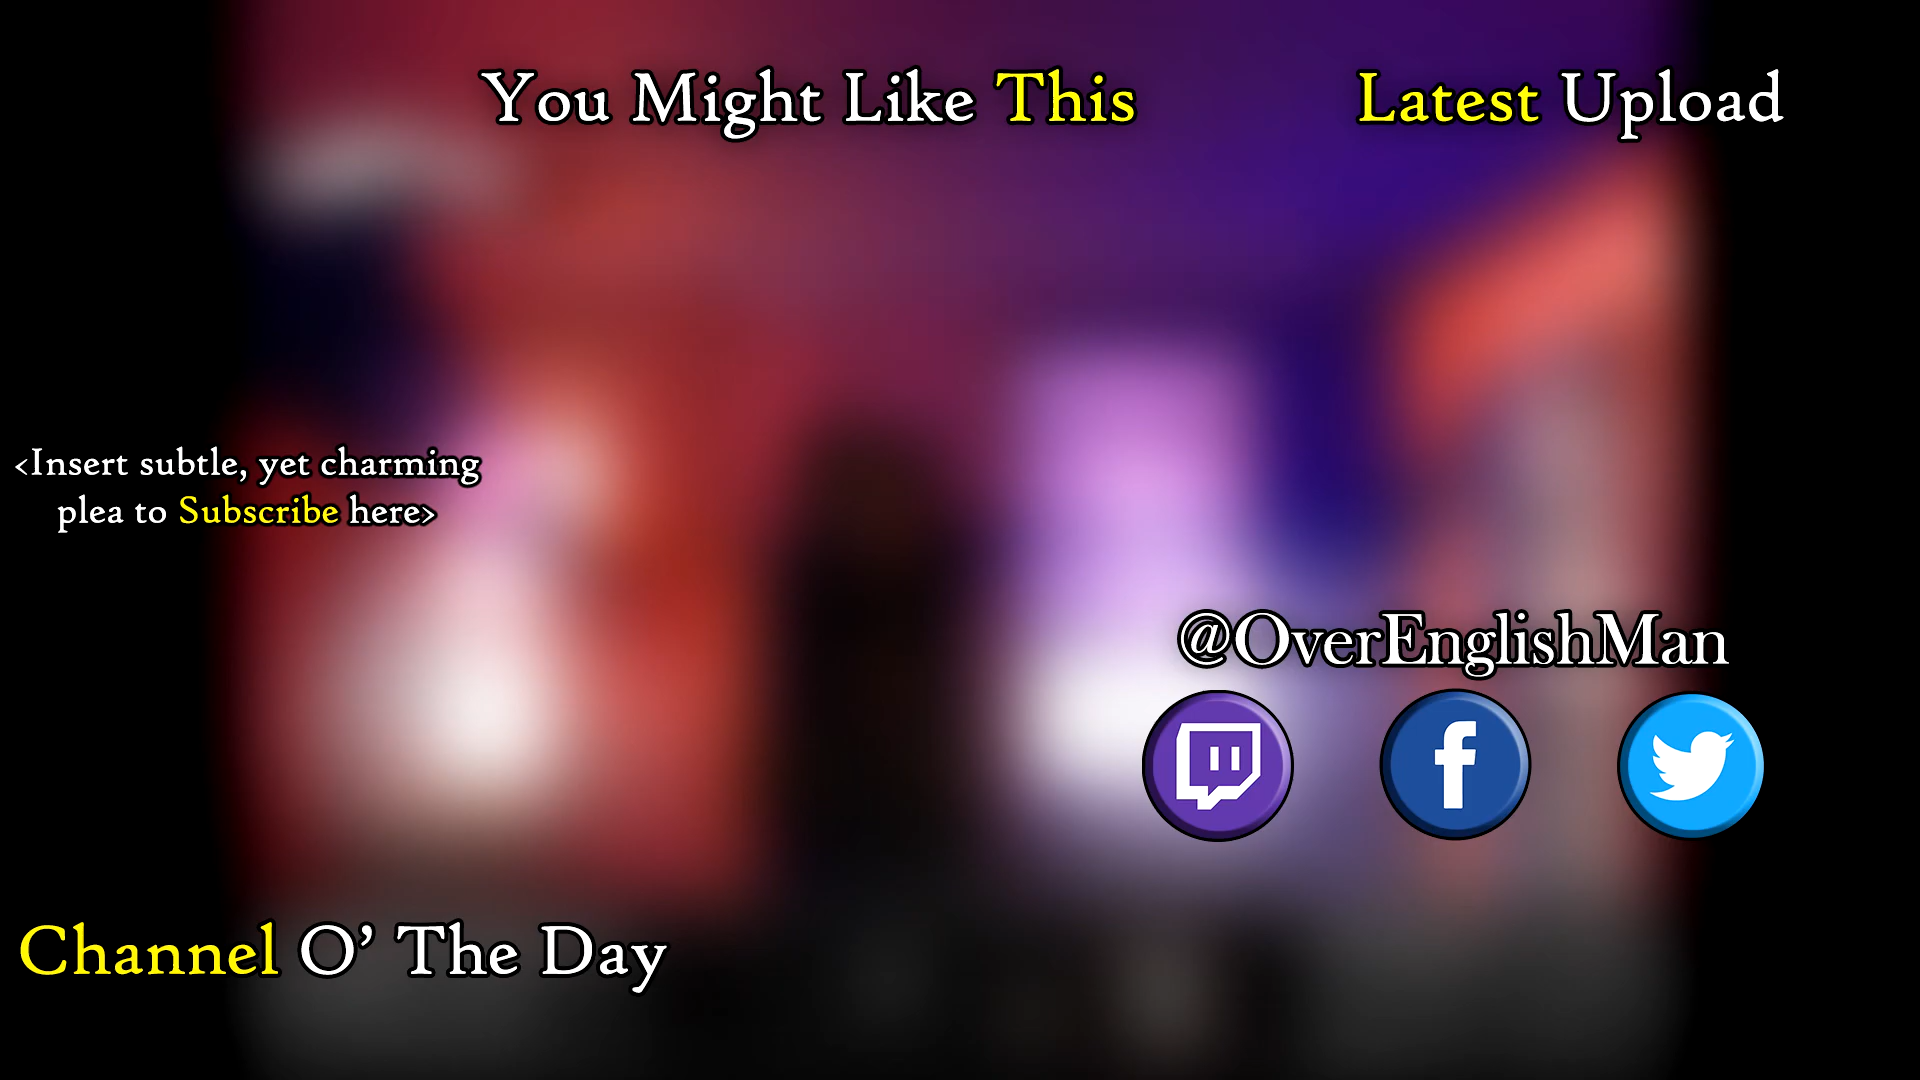 You Might Like This
Latest Upload
<Insert subtle, yet charming
plea to Subscribe here>
@OverEnglishMan
Channel O’ The Day